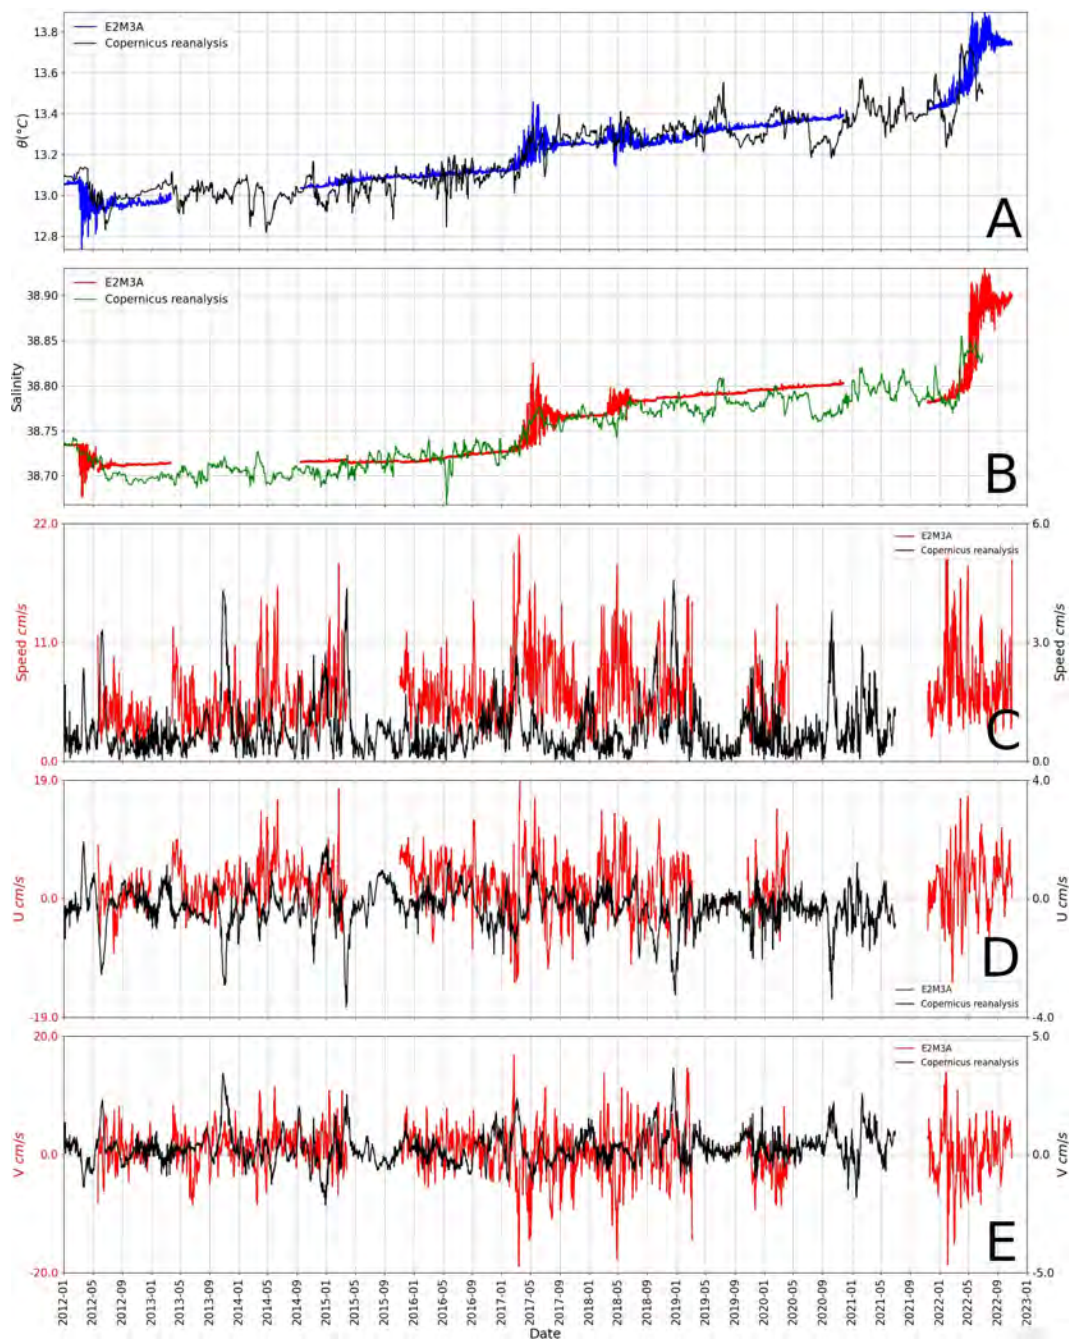 E2M3A
Copernicus reanalysis
13.8
13.6
13.4
13.2
13.0
12.8
θ(°C)
A
E2M3A
Copernicus reanalysis
38.90
38.85
38.80
38.75
38.70
Salinity
B
22.0
11.0
0.0
Speed cm/s
E2M3A
Copernicus reanalysis
6.0
3.0
0.0
Speed cm/s
C
19.0
0.0
-19.0
U cm/s
4.0
0.0
-4.0
U cm/s
D
E2M3A
Copernicus reanalysis
20.0
0.0
-20.0
V cm/s
E2M3A
Copernicus reanalysis
5.0
0.0
-5.0
V cm/s
E
2012-01
2012-05
2012-09
2013-01
2013-05
2013-09
2014-01
2014-05
2014-09
2015-01
2015-05
2015-09
2016-01
2016-05
2016-09
2017-01
2017-05
2017-09
2018-01
2018-05
2018-09
2019-01
2019-05
2019-09
2020-01
2020-05
2020-09
2021-01
2021-05
2021-09
2022-01
2022-05
2022-09
2023-01
Date